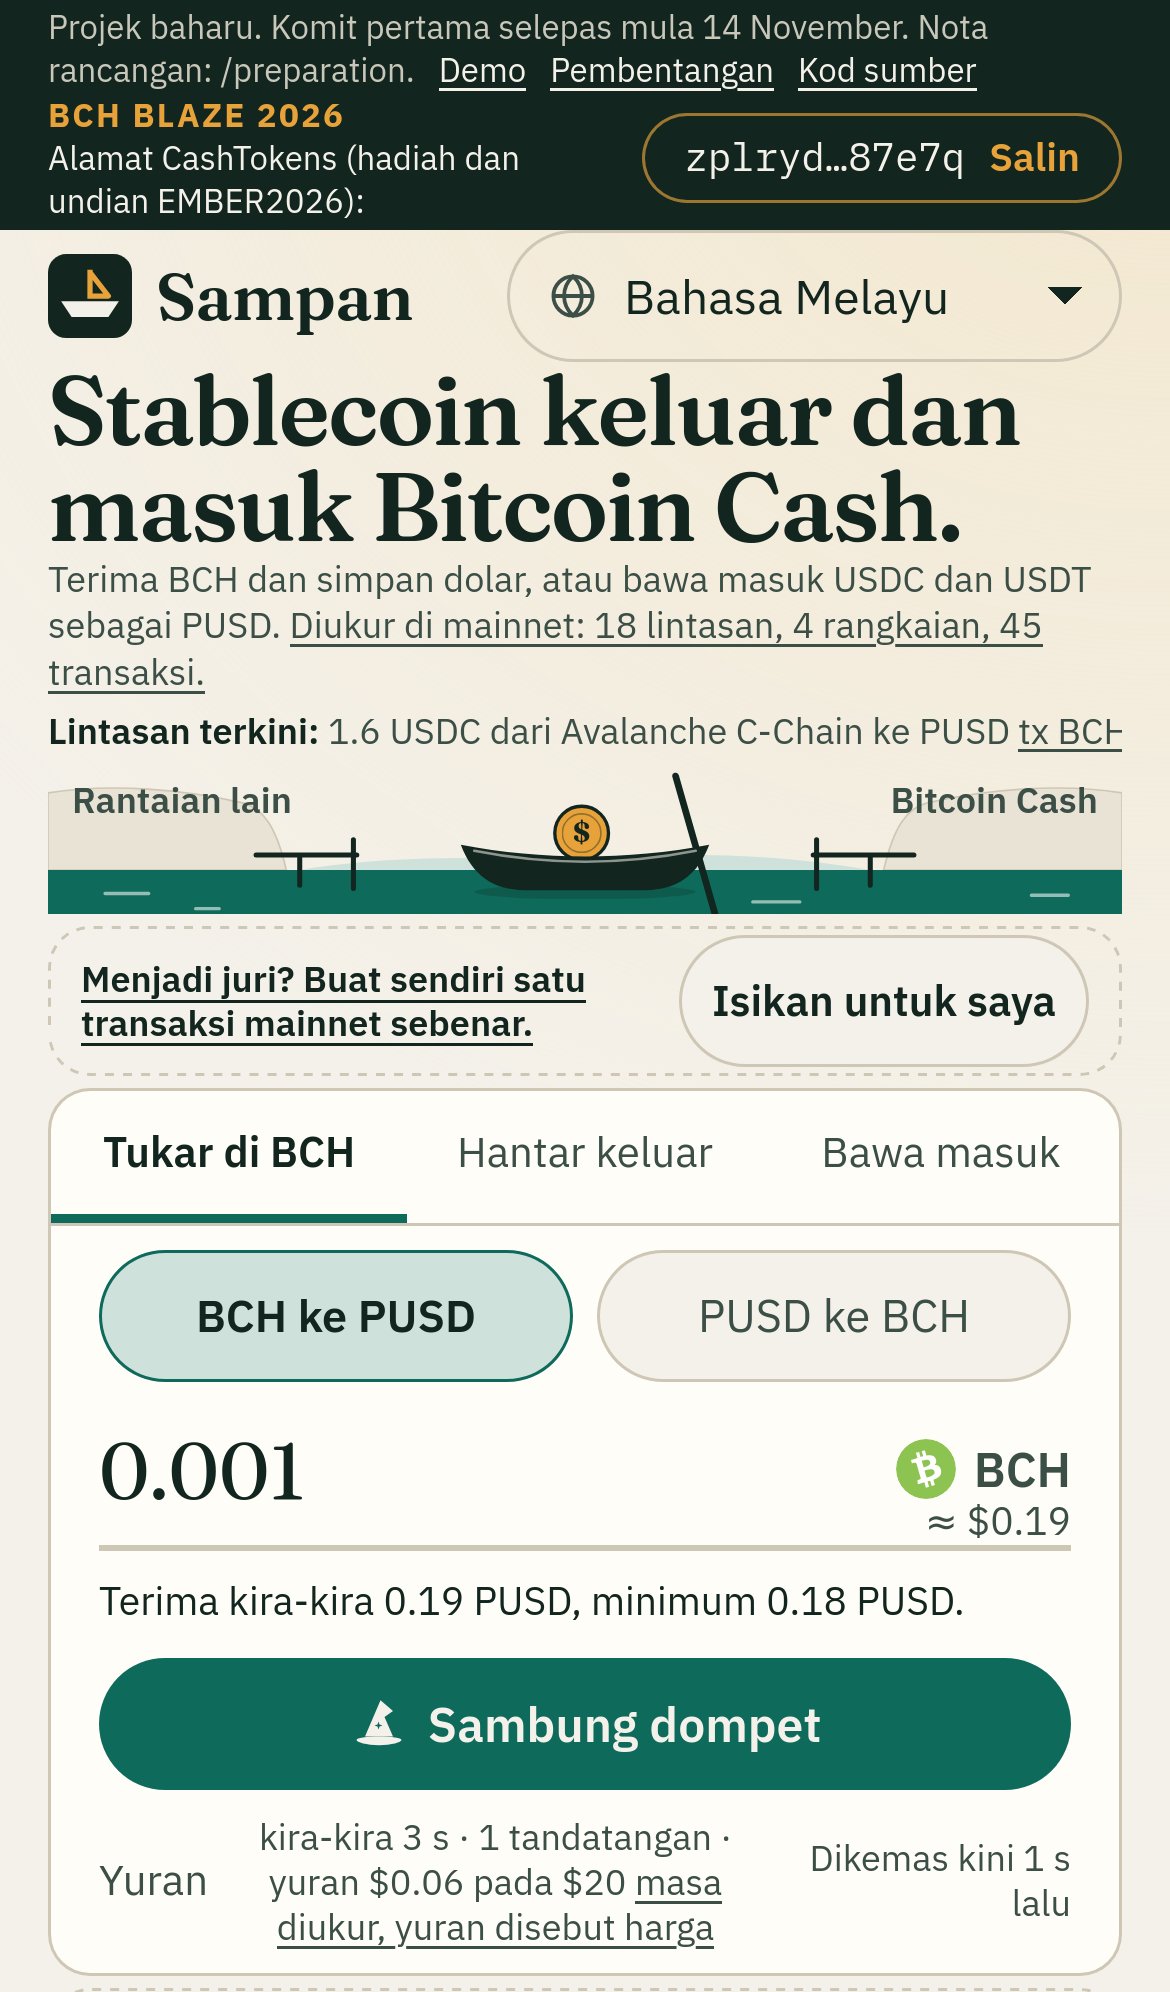 Projek baharu. Komit pertama selepas mula 14 November. Nota
rancangan: /preparation. Demo Pembentangan Kod sumber
BCH BLAZE 2026
Alamat CashTokens (hadiah dan
undian EMBER2026):
zplryd…87e7q Salin
Sampan
Bahasa Melayu
Stablecoin keluar dan
masuk Bitcoin Cash.
Terima BCH dan simpan dolar, atau bawa masuk USDC dan USDT
sebagai PUSD. Diukur di mainnet: 18 lintasan, 4 rangkaian, 45
transaksi.
Lintasan terkini: 1.6 USDC dari Avalanche C-Chain ke PUSD tx BCH
Rantaian lain
$
Bitcoin Cash
Menjadi juri? Buat sendiri satu
transaksi mainnet sebenar.
Isikan untuk saya
Tukar di BCH
Hantar keluar
Bawa masuk
BCH ke PUSD
PUSD ke BCH
0.001
BCH
≈ $0.19
Terima kira-kira 0.19 PUSD, minimum 0.18 PUSD.
Sambung dompet
Yuran
kira-kira 3 s · 1 tandatangan ·
yuran $0.06 pada $20 masa
diukur, yuran disebut harga
Dikemas kini 1 s
lalu